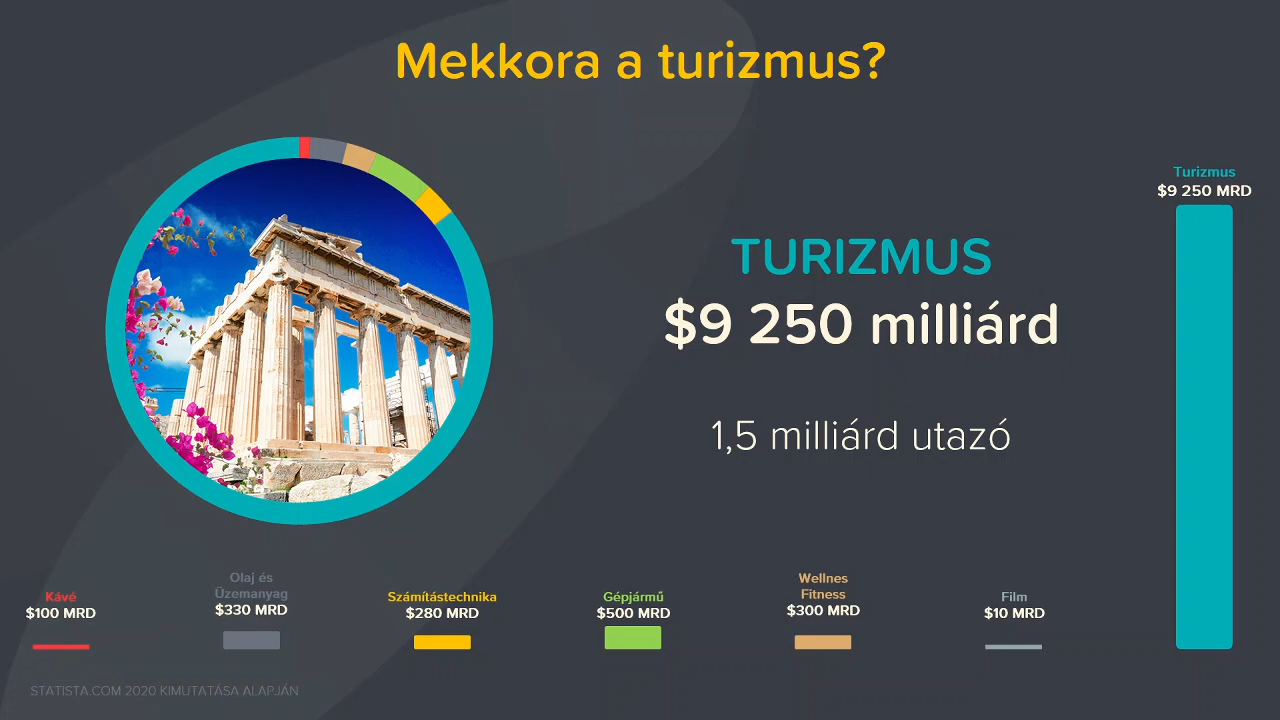 Mekkora a turizmus?
Turizmus
$9 250 MRD
TURIZMUS
$9 250 milliárd
1,5 milliárd utazó
Kávé
$100 MRD
Olaj és
Üzemanyag
$330 MRD
Számítástechnika
$280 MRD
Gépjármű
$500 MRD
Wellnes
Fitness
$300 MRD
Film
$10 MRD
STATISTA.COM 2020 KIMUTATÁSA ALAPJÁN